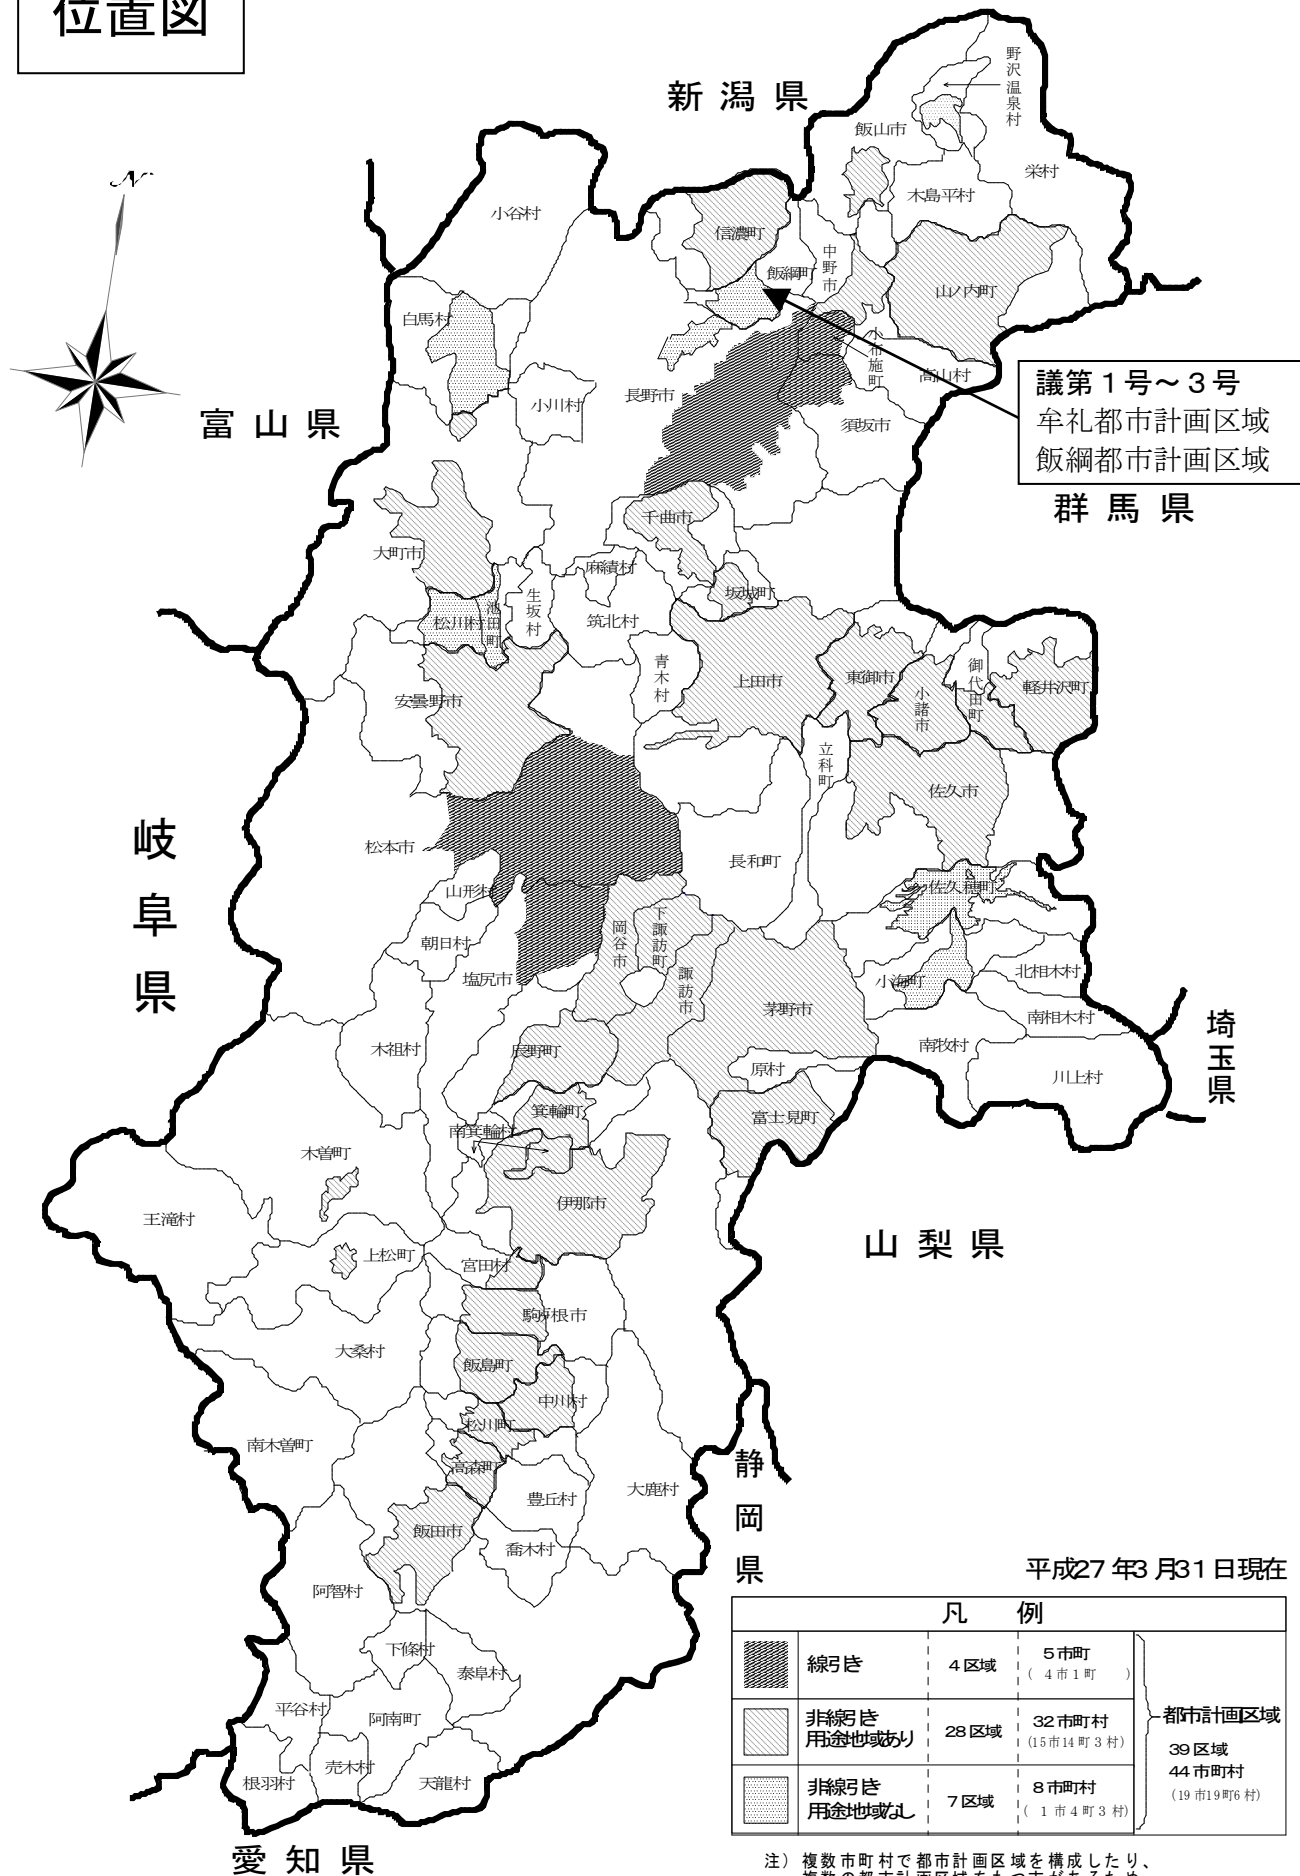 位置図
N
新潟県
富山県
岐阜県
群馬県
埼玉県
山梨県
静岡県
愛知県
野沢温泉村
飯山市
栄村
木島平村
小谷村
信濃町
飯綱町
中野市
山ノ内町
白馬村
小布施町
高山村
長野市
小川村
須坂市
議第1号～3号
牟礼都市計画区域
飯綱都市計画区域
千曲市
大町市
麻績村
坂城町
生坂村
池田町
松川村
筑北村
青木村
上田市
東御市
小諸市
御代田町
軽井沢町
安曇野市
立科町
佐久市
松本市
長和町
山形村
佐久穂町
朝日村
岡谷市
下諏訪町
諏訪市
塩尻市
茅野市
小海町
北相木村
南相木村
木祖村
辰野町
原村
南牧村
川上村
箕輪町
富士見町
南箕輪村
木曽町
伊那市
王滝村
上松町
宮田村
駒ヶ根市
大桑村
飯島町
中川村
松川町
南木曽町
高森町
豊丘村
大鹿村
飯田市
喬木村
阿智村
下條村
泰阜村
平谷村
阿南町
売木村
根羽村
天龍村
平成27年3月31日現在
凡　例
線引き 4区域 5市町
(4市1町)
非線引き
用途地域あり 28区域 32市町村
(15市14町3村)
非線引き
用途地域なし 7区域 8市町村
(1市4町3村)
都市計画区域
39区域
44市町村
(19市19町6村)
注）複数市町村で都市計画区域を構成したり、